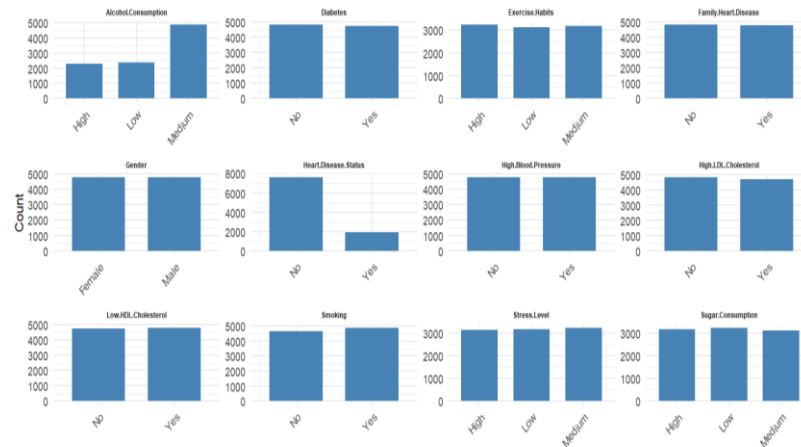 Alcohol.Consumption
5000
4000
3000
2000
1000
0
High
Low
Medium
Diabetes
5000
4000
3000
2000
1000
0
No
Yes
Exercise.Habits
3000
2000
1000
0
High
Low
Medium
Family.Heart.Disease
5000
4000
3000
2000
1000
0
No
Yes
Count
Gender
5000
4000
3000
2000
1000
0
Female
Male
Heart.Disease.Status
8000
6000
4000
2000
0
No
Yes
High.Blood.Pressure
5000
4000
3000
2000
1000
0
No
Yes
High.LDL.Cholesterol
5000
4000
3000
2000
1000
0
No
Yes
Low.HDL.Cholesterol
5000
4000
3000
2000
1000
0
No
Yes
Smoking
5000
4000
3000
2000
1000
0
No
Yes
Stress.Level
3000
2000
1000
0
High
Low
Medium
Sugar.Consumption
3000
2000
1000
0
High
Low
Medium